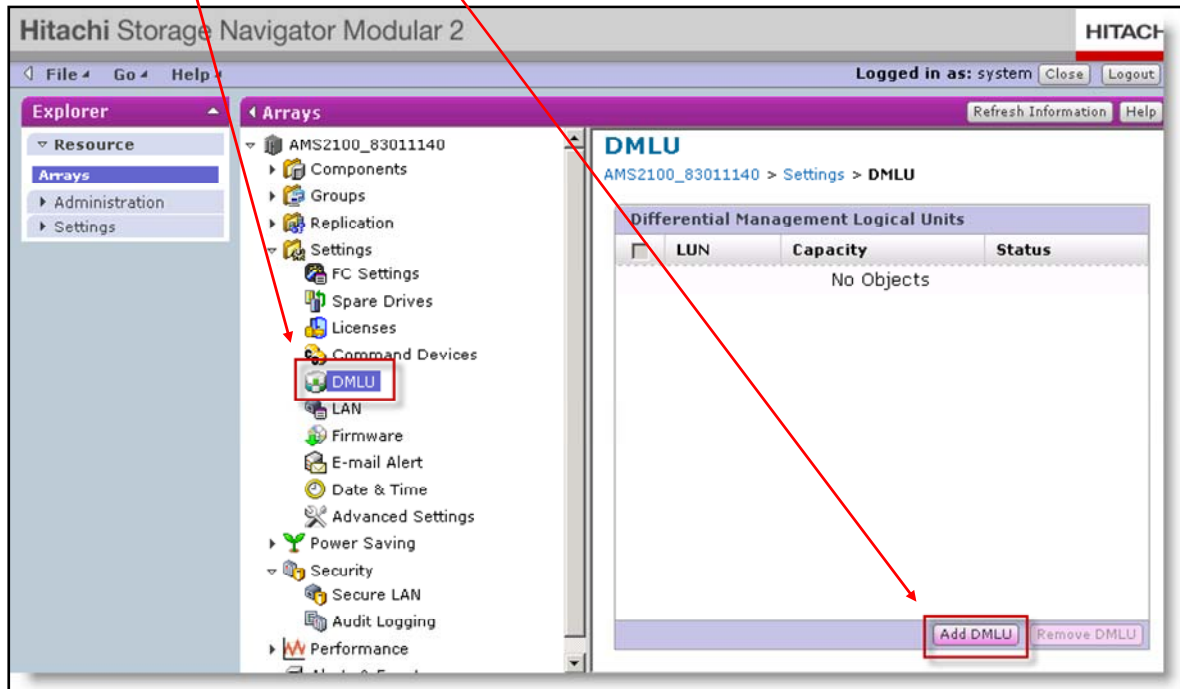 Hitachi Storage Navigator Modular 2
HITACH
File Go Help
Logged in as: system Close Logout
Explorer
Resource
Arrays
Administration
Settings
Arrays
Refresh Information Help
AMS2100_83011140
Components
Groups
Replication
Settings
FC Settings
Spare Drives
Licenses
Command Devices
DMLU
LAN
Firmware
E-mail Alert
Date & Time
Advanced Settings
Power Saving
Security
Secure LAN
Audit Logging
Performance
DMLU
AMS2100_83011140 > Settings > DMLU
Differential Management Logical Units
LUN Capacity Status
No Objects
Add DMLU Remove DMLU